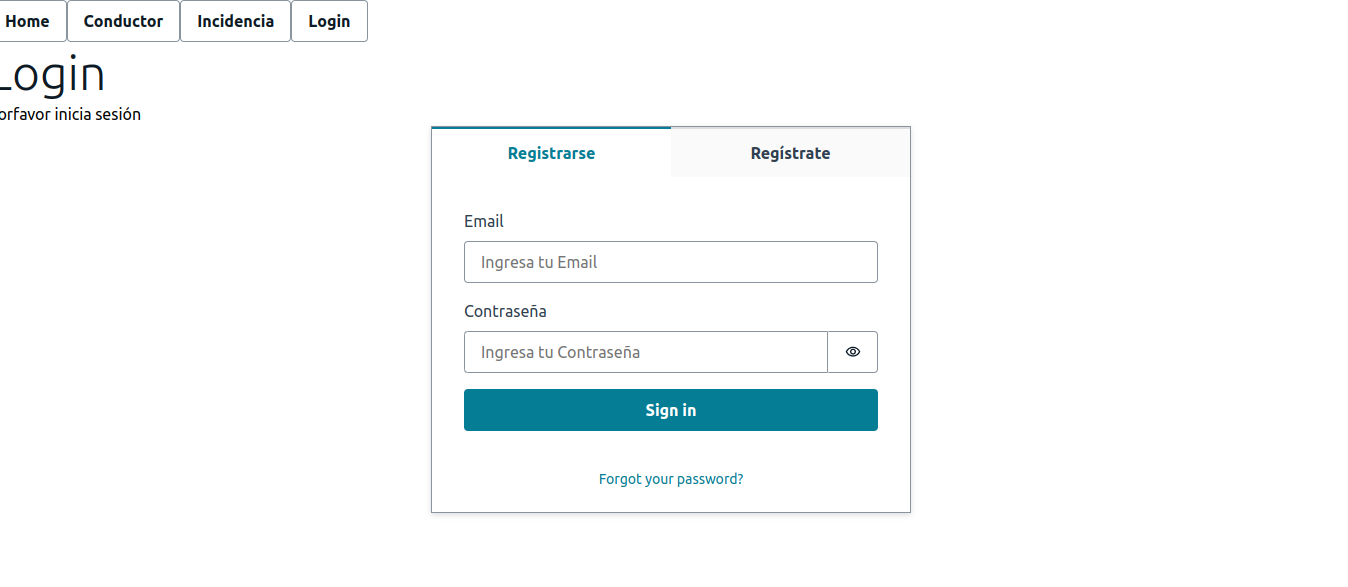 Home Conductor Incidencia Login
Login
orfavor inicia sesión
Registrarse Regístrate
Email
Ingresa tu Email
Contraseña
Ingresa tu Contraseña
Sign in
Forgot your password?